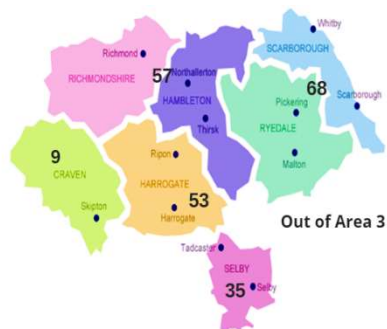 Whitby
SCARBOROUGH
Richmond
RICHMONDSHIRE
57
Northallerton
HAMBLETON
Thirsk
68
Pickering
Scarborough
RYEDALE
Malton
9
CRAVEN
Skipton
Ripon
HARROGATE
53
Harrogate
Out of Area 3
Tadcaster
SELBY
35
Selby